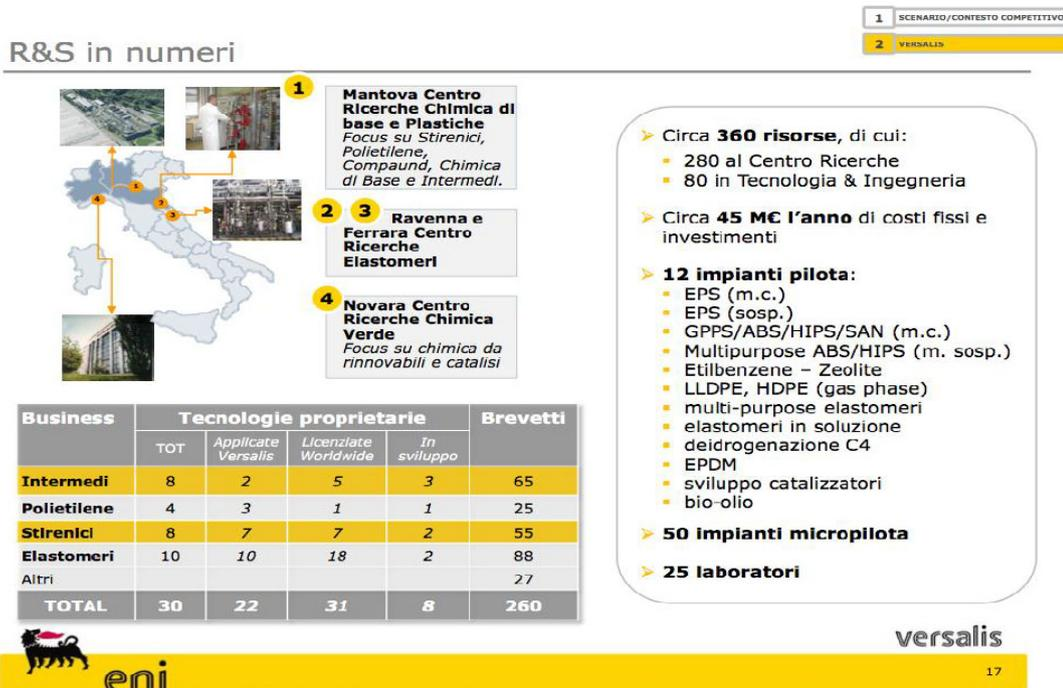 1 SCENARIO/CONTESTO COMPETITIVO
2 VERSALIS
R&S in numeri
1
Mantova Centro
Ricerche Chimica di
base e Plastiche
Focus su Stirenici,
Polietilene,
Compaund, Chimica
di Base e Intermedi.
2 3 Ravenna e
Ferrara Centro
Ricerche
Elastomeri
4 Novara Centro
Ricerche Chimica
Verde
Focus su chimica da
rinnovabili e catalisi
1
2
3
4
Circa 360 risorse, di cui:
280 al Centro Ricerche
80 in Tecnologia & Ingegneria
Circa 45 M€ l'anno di costi fissi e
investimenti
12 impianti pilota:
EPS (m.c.)
EPS (sosp.)
GPPS/ABS/HIPS/SAN (m.c.)
Multipurpose ABS/HIPS (m. sosp.)
Etilbenzene – Zeolite
LLDPE, HDPE (gas phase)
multi-purpose elastomeri
elastomeri in soluzione
deidrogenazione C4
EPDM
sviluppo catalizzatori
bio-olio
50 impianti micropilota
25 laboratori
Business Tecnologie proprietarie Brevetti
TOT Applicate Versalis Licenziate Worldwide In sviluppo
Intermedi 8 2 5 3 65
Polietilene 4 3 1 1 25
Stirenici 8 7 7 2 55
Elastomeri 10 10 18 2 88
Altri 27
TOTAL 30 22 31 8 260
eni
versalis
17